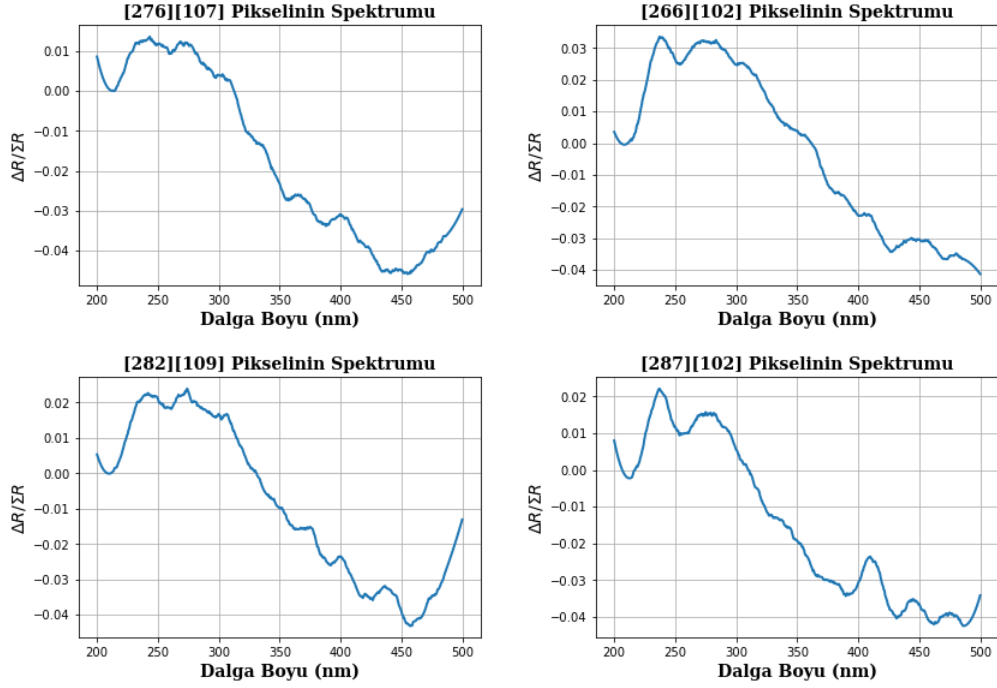 [276][107] Pikselinin Spektrumu
ΔR/ΣR
0.01
0.00
−0.01
−0.02
−0.03
−0.04
200 250 300 350 400 450 500
Dalga Boyu (nm)
[266][102] Pikselinin Spektrumu
ΔR/ΣR
0.03
0.02
0.01
0.00
−0.01
−0.02
−0.03
−0.04
200 250 300 350 400 450 500
Dalga Boyu (nm)
[282][109] Pikselinin Spektrumu
ΔR/ΣR
0.02
0.01
0.00
−0.01
−0.02
−0.03
−0.04
200 250 300 350 400 450 500
Dalga Boyu (nm)
[287][102] Pikselinin Spektrumu
ΔR/ΣR
0.02
0.01
0.00
−0.01
−0.02
−0.03
−0.04
200 250 300 350 400 450 500
Dalga Boyu (nm)